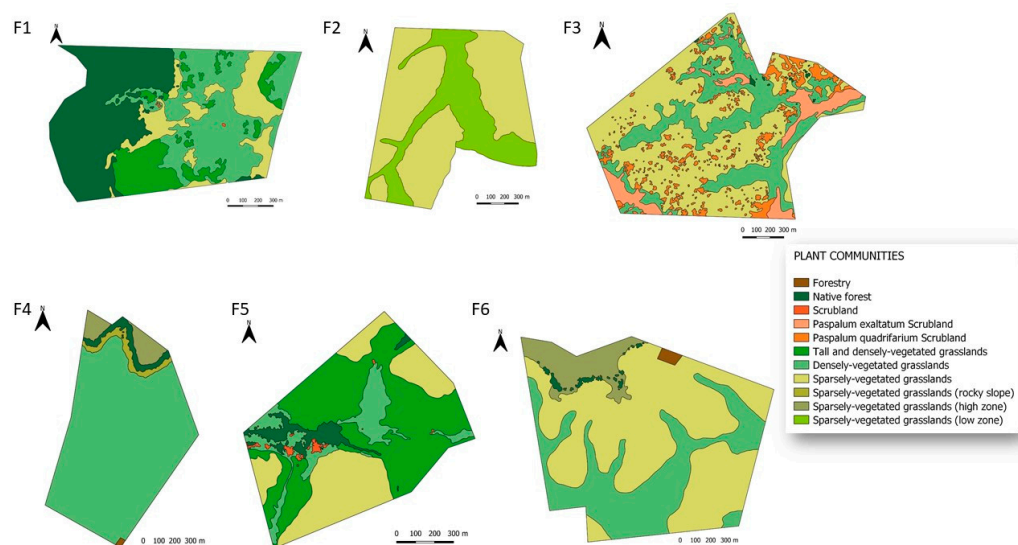 F1
N
0 100 200 300 m
F2
N
0 100 200 300 m
F3
N
0 100 200 300 m
F4
N
0 100 200 300 m
F5
N
0 100 200 300 m
F6
N
0 100 200 300 m
PLANT COMMUNITIES
Forestry
Native forest
Scrubland
Paspalum exaltatum Scrubland
Paspalum quadrifarium Scrubland
Tall and densely-vegetated grasslands
Densely-vegetated grasslands
Sparsely-vegetated grasslands
Sparsely-vegetated grasslands (rocky slope)
Sparsely-vegetated grasslands (high zone)
Sparsely-vegetated grasslands (low zone)